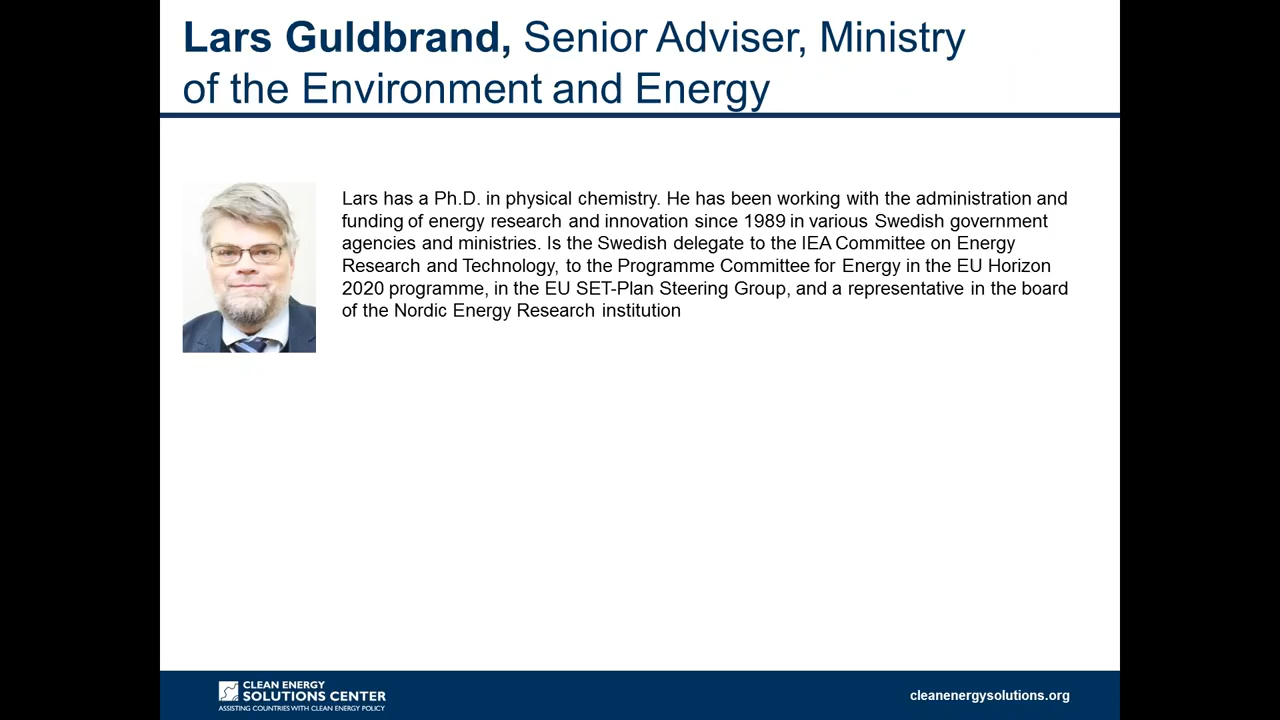 Lars Guldbrand, Senior Adviser, Ministry
of the Environment and Energy
Lars has a Ph.D. in physical chemistry. He has been working with the administration and
funding of energy research and innovation since 1989 in various Swedish government
agencies and ministries. Is the Swedish delegate to the IEA Committee on Energy
Research and Technology, to the Programme Committee for Energy in the EU Horizon
2020 programme, in the EU SET-Plan Steering Group, and a representative in the board
of the Nordic Energy Research institution
CLEAN ENERGY
SOLUTIONS CENTER
ASSISTING COUNTRIES WITH CLEAN ENERGY POLICY
cleanenergysolutions.org